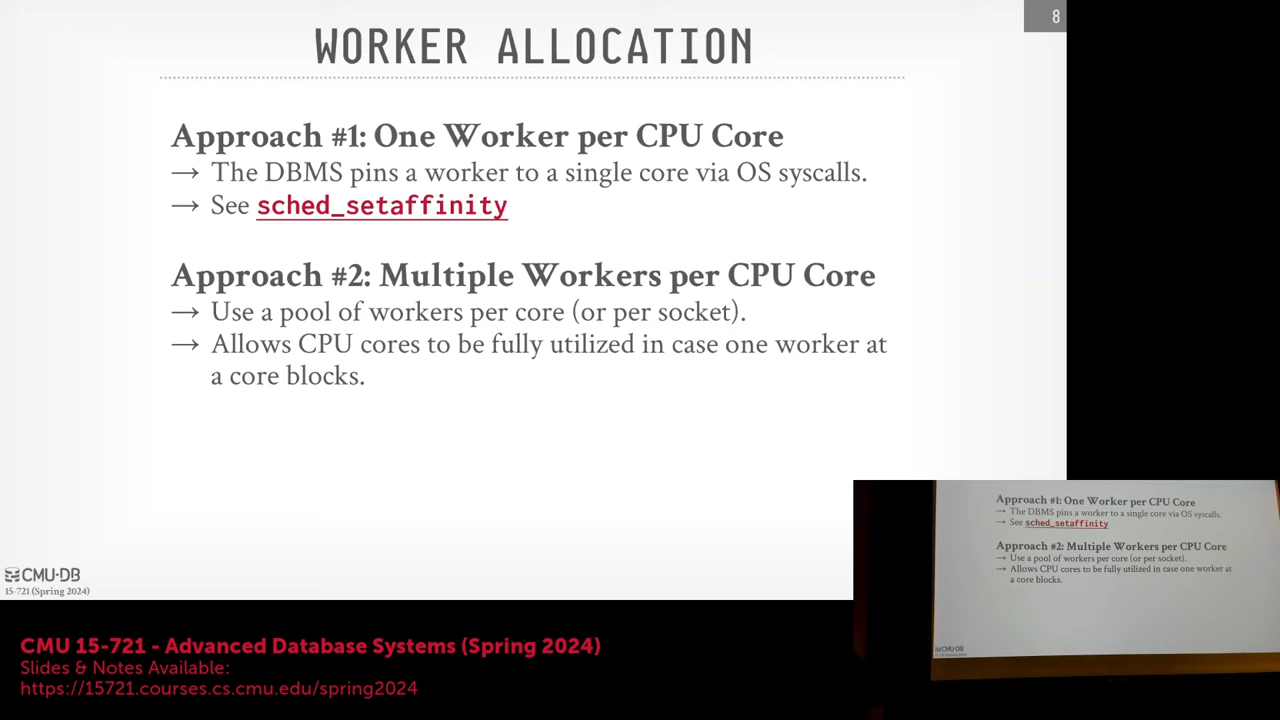 8
WORKER ALLOCATION
Approach #1: One Worker per CPU Core
→ The DBMS pins a worker to a single core via OS syscalls.
→ See sched_setaffinity
Approach #2: Multiple Workers per CPU Core
→ Use a pool of workers per core (or per socket).
→ Allows CPU cores to be fully utilized in case one worker at
a core blocks.
CMU·DB
15-721 (Spring 2024)
Approach #1: One Worker per CPU Core
→ The DBMS pins a worker to a single core via OS syscalls.
→ See sched_setaffinity
Approach #2: Multiple Workers per CPU Core
→ Use a pool of workers per core (or per socket).
→ Allows CPU cores to be fully utilized in case one worker at
a core blocks.
CMU·DB
CMU 15-721 - Advanced Database Systems (Spring 2024)
Slides & Notes Available:
https://15721.courses.cs.cmu.edu/spring2024